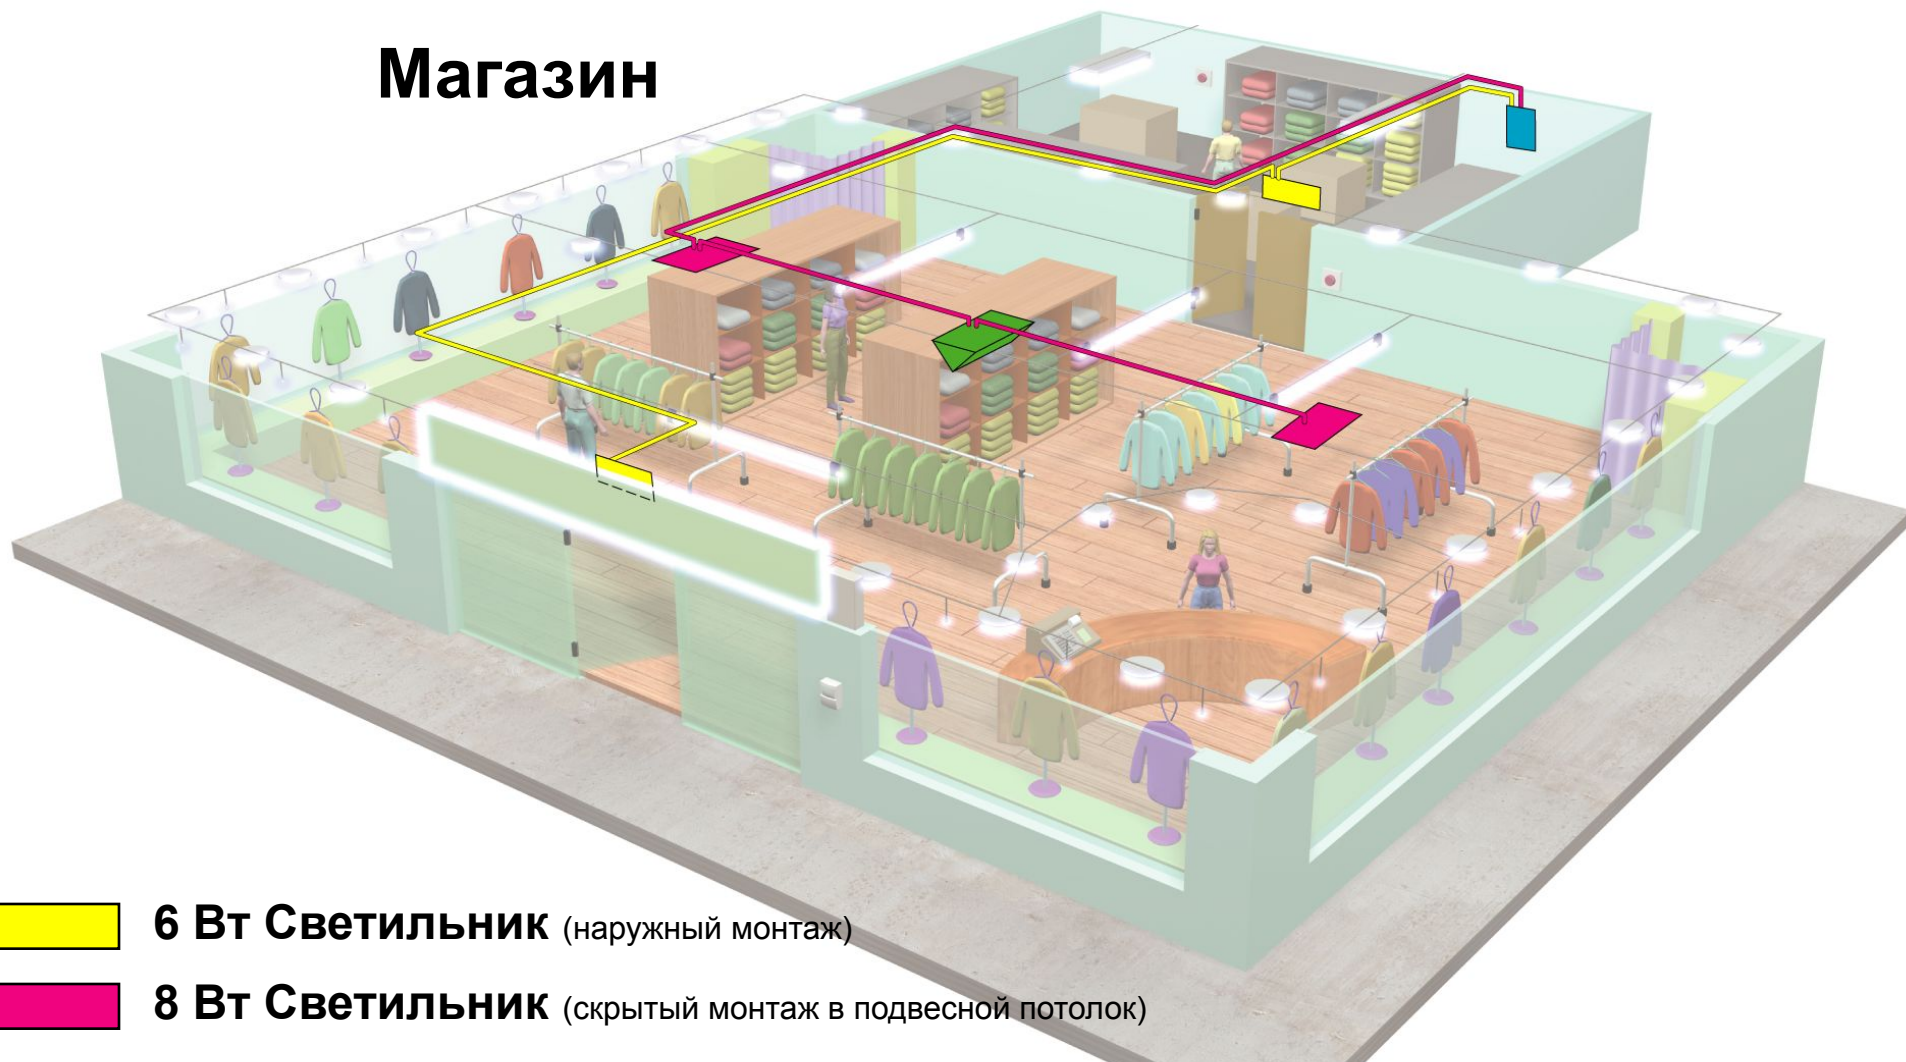 Магазин
6 Вт Светильник (наружный монтаж)
8 Вт Светильник (скрытый монтаж в подвесной потолок)